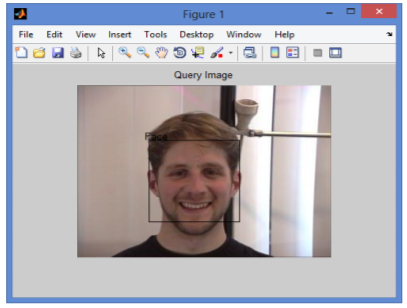 Figure 1
File Edit View Insert Tools Desktop Window Help
Query Image
Face